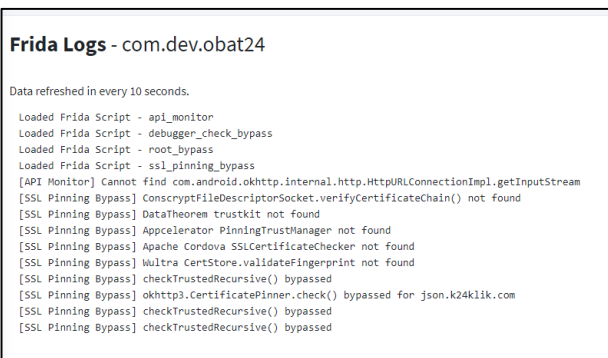 Frida Logs - com.dev.obat24
Data refreshed in every 10 seconds.
Loaded Frida Script - api_monitor
Loaded Frida Script - debugger_check_bypass
Loaded Frida Script - root_bypass
Loaded Frida Script - ssl_pinning_bypass
[API Monitor] Cannot find com.android.okhttp.internal.http.HttpURLConnectionImpl.getInputStream
[SSL Pinning Bypass] ConscryptFileDescriptorSocket.verifyCertificateChain() not found
[SSL Pinning Bypass] DataTheorem trustkit not found
[SSL Pinning Bypass] Appcelerator PinningTrustManager not found
[SSL Pinning Bypass] Apache Cordova SSLCertificateChecker not found
[SSL Pinning Bypass] Wultra CertStore.validateFingerprint not found
[SSL Pinning Bypass] checkTrustedRecursive() bypassed
[SSL Pinning Bypass] okhttp3.CertificatePinner.check() bypassed for json.k24klik.com
[SSL Pinning Bypass] checkTrustedRecursive() bypassed
[SSL Pinning Bypass] checkTrustedRecursive() bypassed